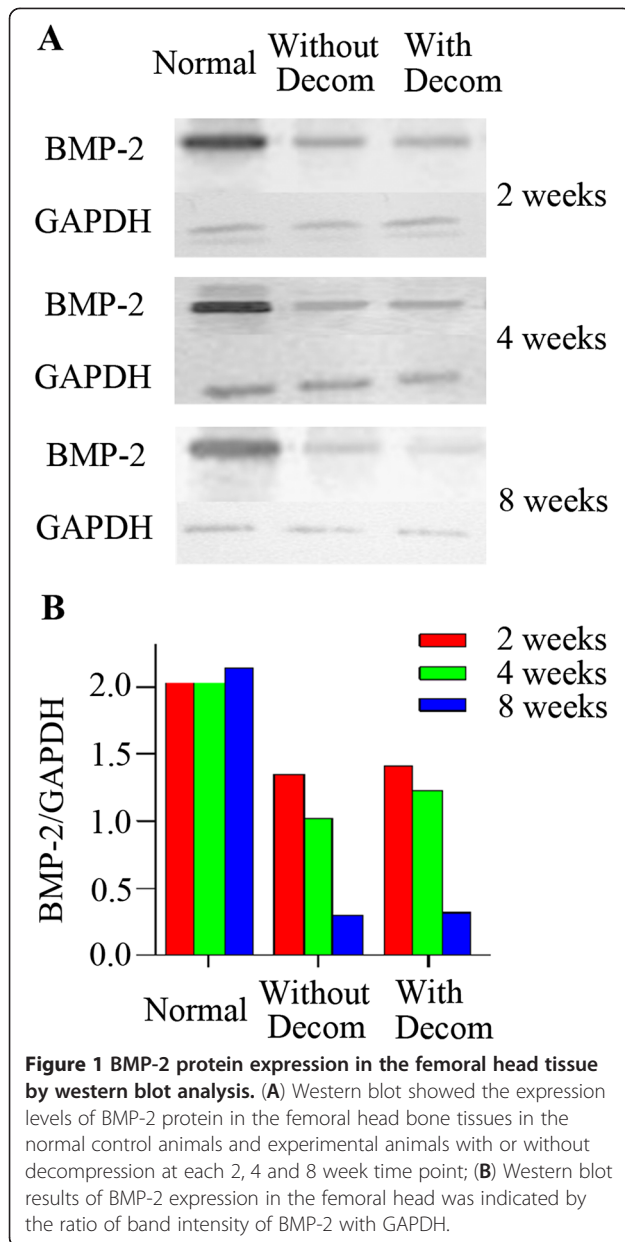 A
Normal Without Decom With Decom
BMP-2
GAPDH
2 weeks
BMP-2
GAPDH
4 weeks
BMP-2
GAPDH
8 weeks
B
2 weeks
4 weeks
8 weeks
BMP-2/GAPDH
2.0
1.5
1.0
0.5
0.0
Normal Without Decom With Decom
Figure 1 BMP-2 protein expression in the femoral head tissue
by western blot analysis. (A) Western blot showed the expression
levels of BMP-2 protein in the femoral head bone tissues in the
normal control animals and experimental animals with or without
decompression at each 2, 4 and 8 week time point; (B) Western blot
results of BMP-2 expression in the femoral head was indicated by
the ratio of band intensity of BMP-2 with GAPDH.